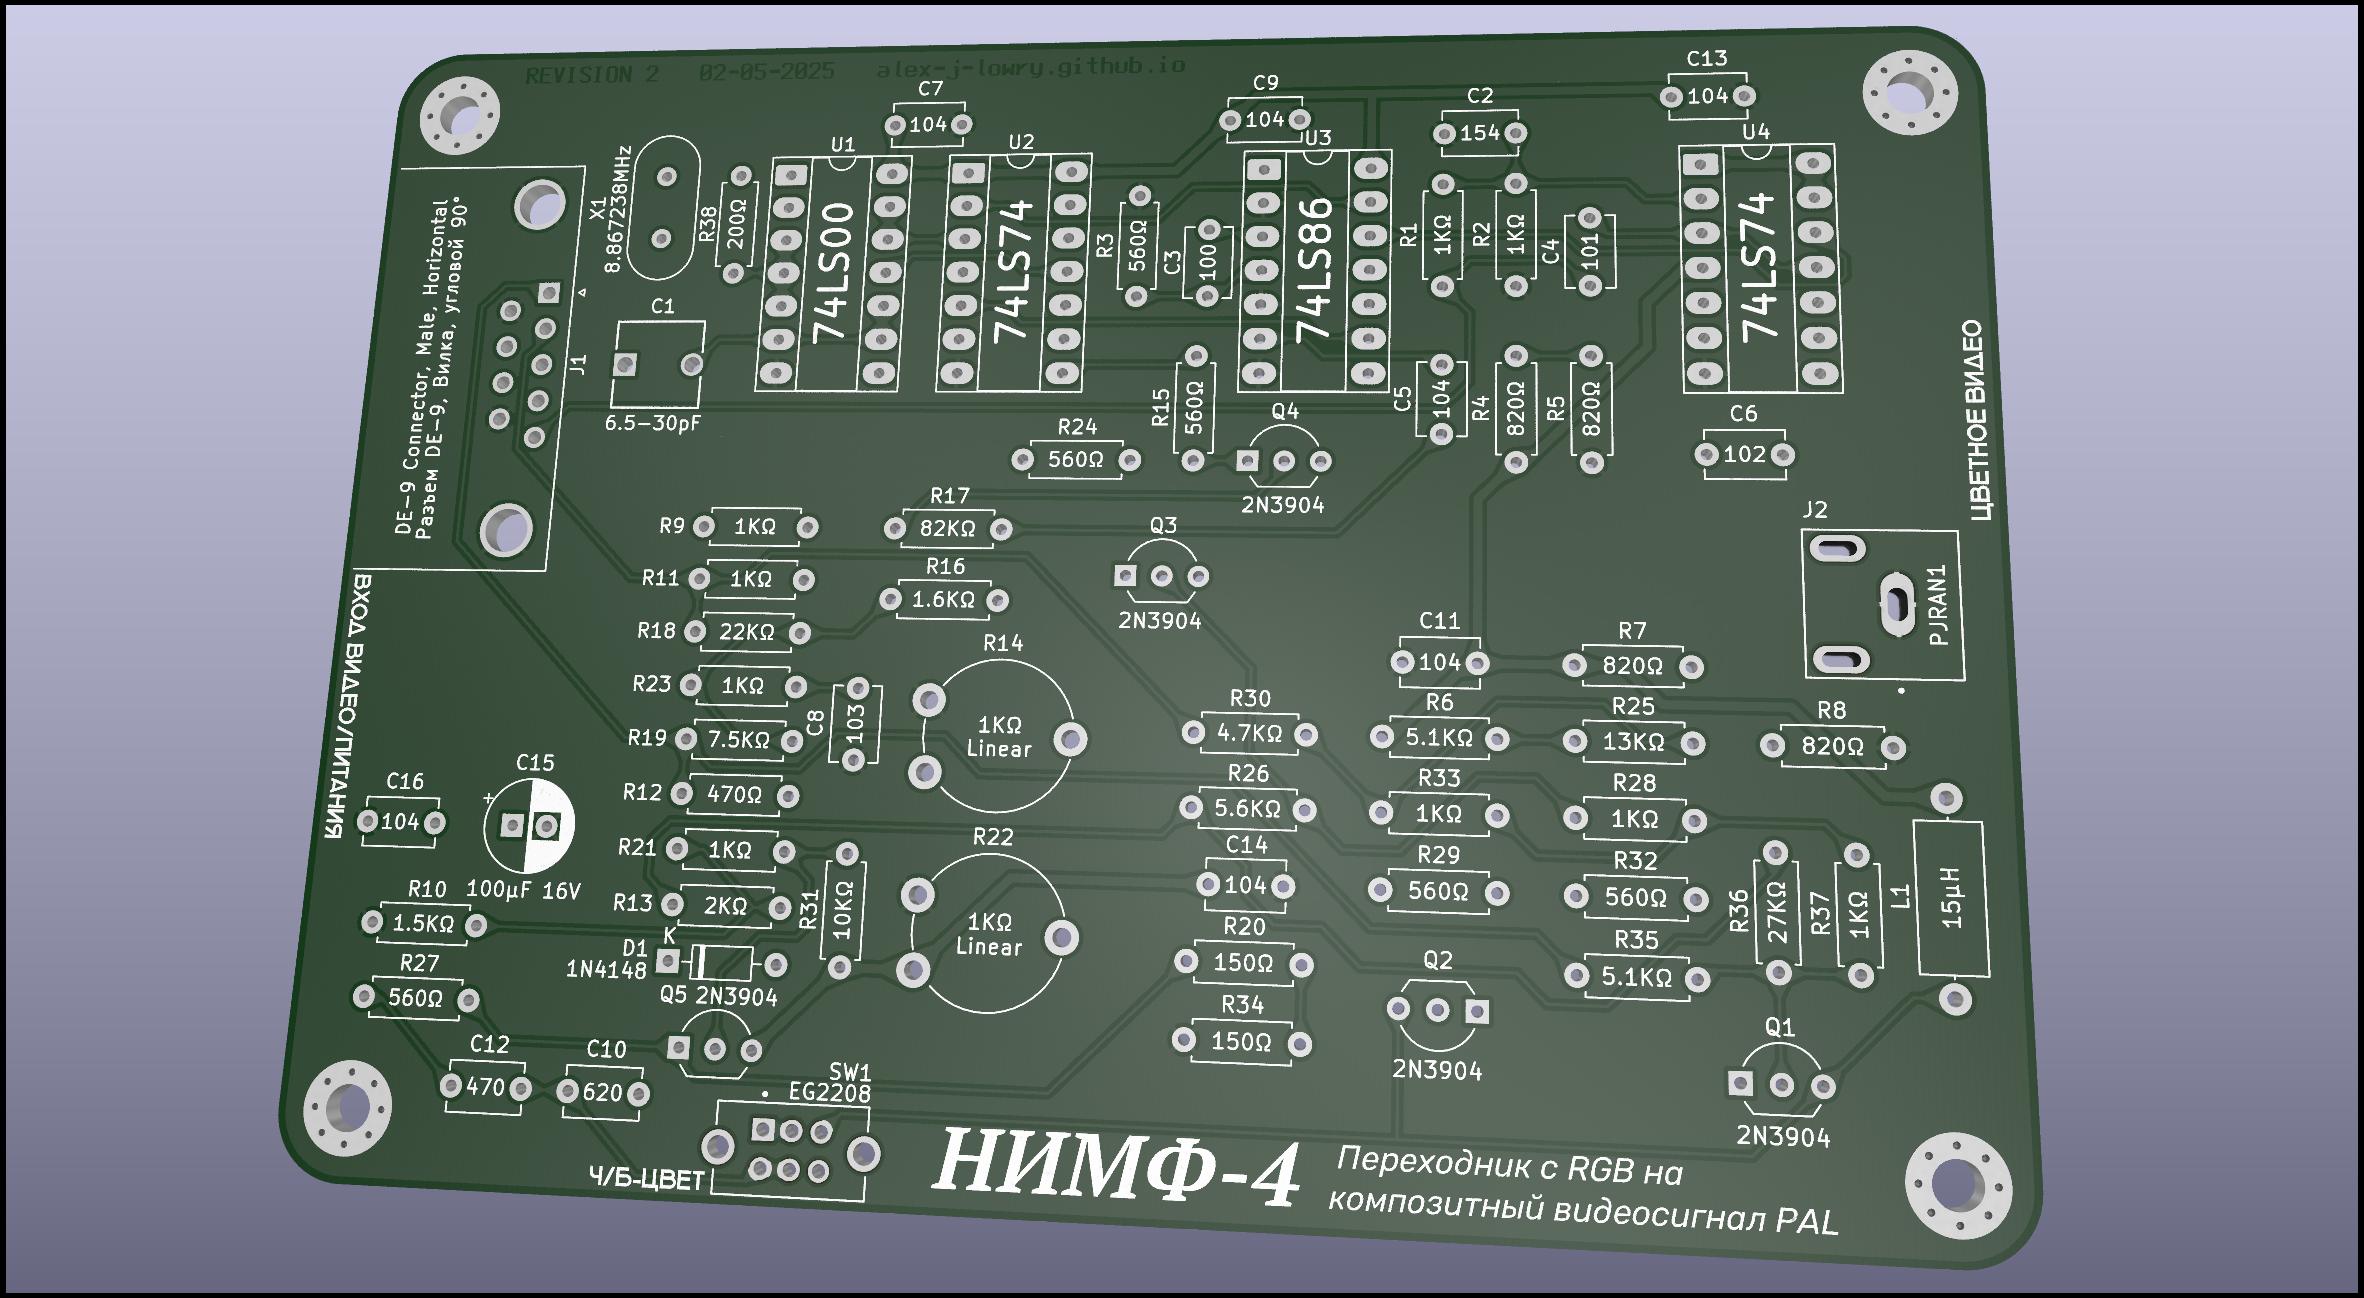 REVISION 2 02-05-2025 alex-j-lowry.github.io
C7
104
C9
104
C2
154
C13
104
X1
8.867238MHz
R38
200Ω
U1
74LS00
U2
74LS74
R3
560Ω
C3
100
U3
74LS86
R1
1KΩ
R2
1KΩ
C4
101
U4
74LS74
DE-9 Connector, Male, Horizontal
Разъем DE-9, Вилка, угловой 90°
J1
C1
6.5-30pF
R15
560Ω
R24
560Ω
Q4
2N3904
C5
104
R4
820Ω
R5
820Ω
C6
102
ЦВЕТНОЕ ВИДЕО
J2
PJRAN1
R9
1KΩ
R17
82KΩ
Q3
2N3904
R11
1KΩ
R16
1.6KΩ
R18
22KΩ
R14
1KΩ
Linear
R23
1KΩ
C8
103
R19
7.5KΩ
R12
470Ω
ВХОД ВИДЕО/ПИТАНИЯ
C11
104
R7
820Ω
R30
4.7KΩ
R6
5.1KΩ
R25
13KΩ
R8
820Ω
R26
5.6KΩ
R33
1KΩ
R28
1KΩ
C16
104
C15
+
100µF 16V
R21
1KΩ
R22
1KΩ
Linear
C14
104
R29
560Ω
R32
560Ω
R36
27KΩ
R37
1KΩ
L1
15µH
R10
1.5KΩ
R13
2KΩ
R31
10KΩ
R20
150Ω
R35
5.1KΩ
D1
1N4148
K
R27
560Ω
Q5 2N3904
R34
150Ω
Q2
2N3904
Q1
2N3904
C12
470
C10
620
SW1
EG2208
Ч/Б-ЦВЕТ
НИМФ-4
Переходник с RGB на
композитный видеосигнал PAL